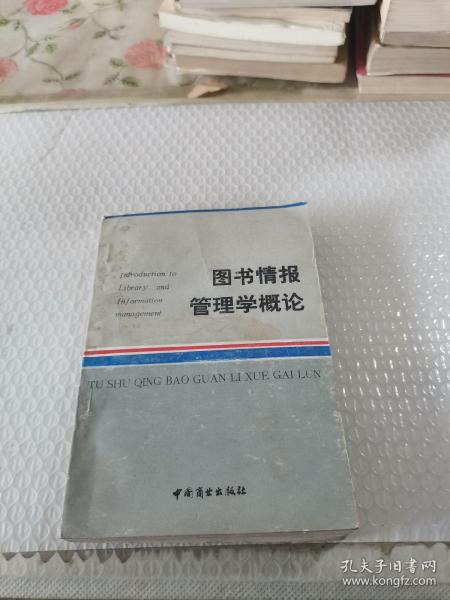 Introduction to
Library and
Information
management
图书情报
管理学概论
TU SHU QING BAO GUAN LI XUE GAI LUN
中国商业出版社
孔夫子旧书网
www.kongfz.com